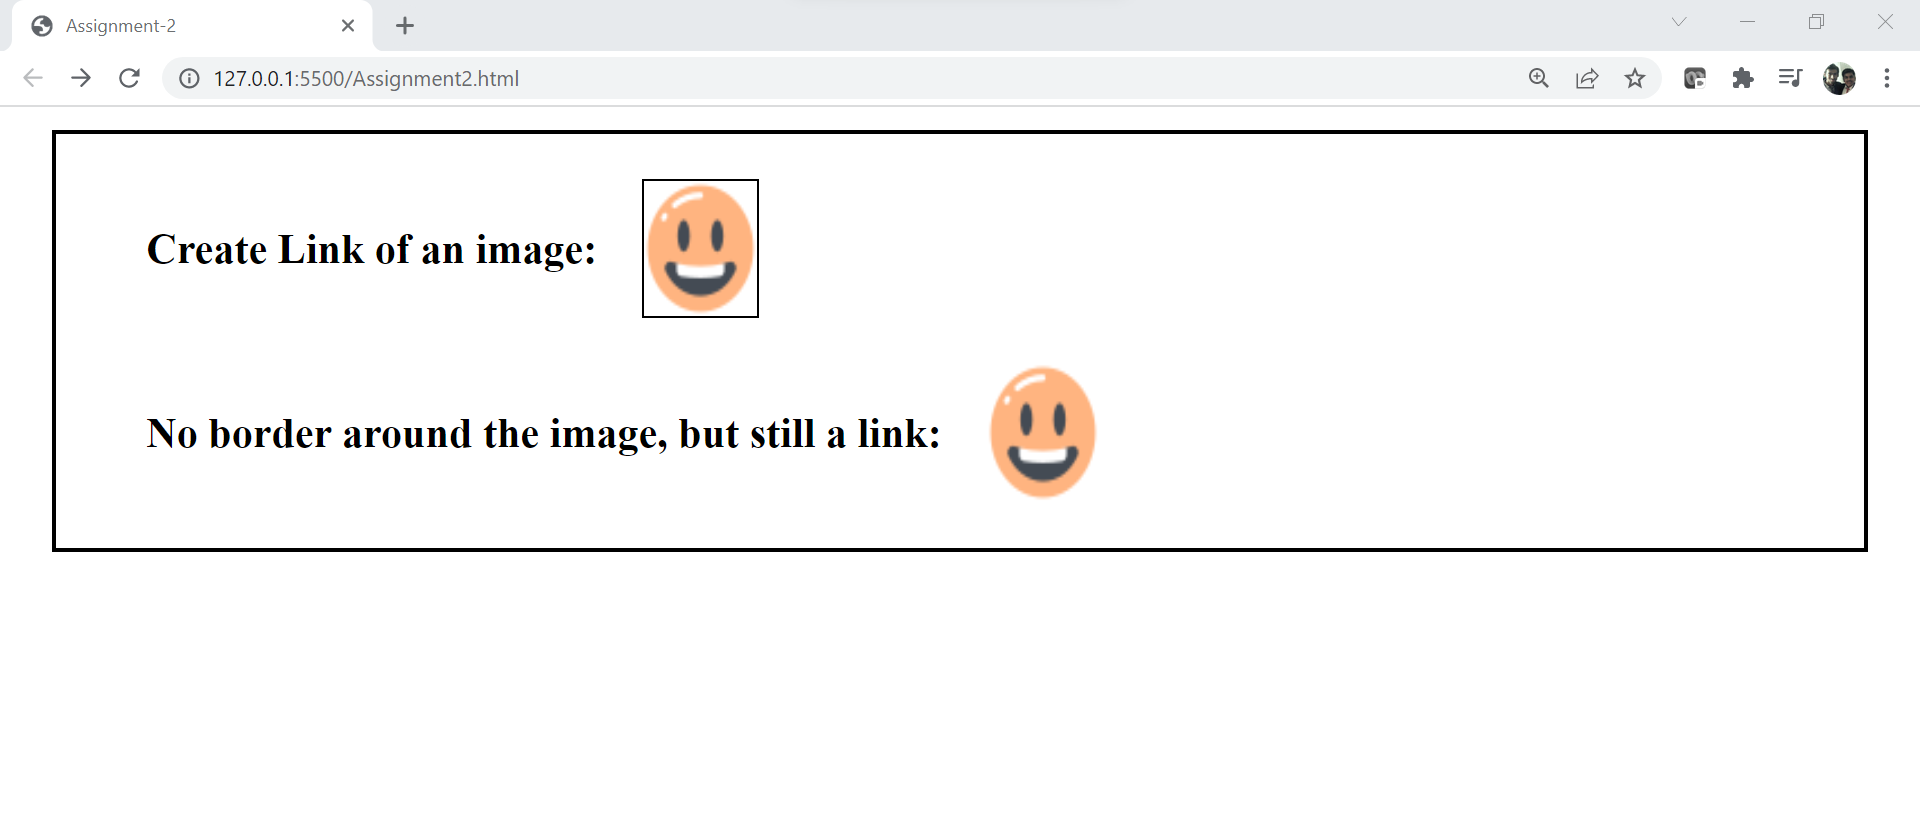 Assignment-2
127.0.0.1:5500/Assignment2.html
Create Link of an image:
No border around the image, but still a link: